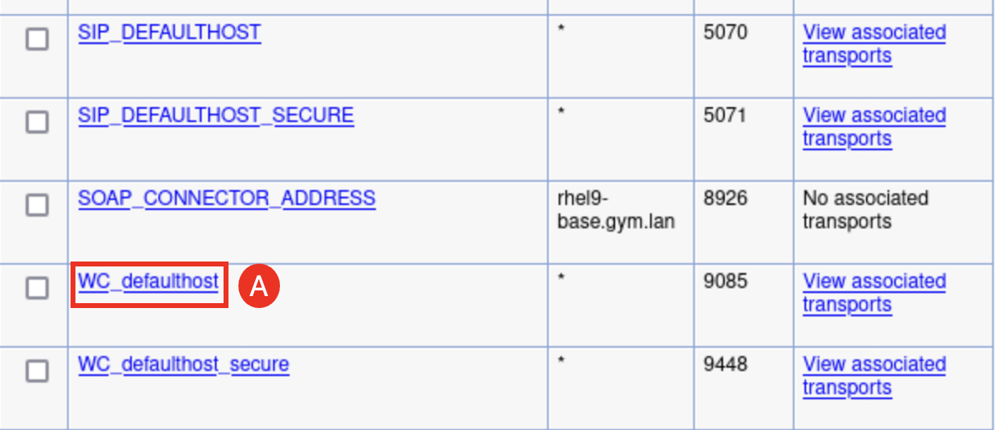 SIP_DEFAULTHOST * 5070 View associated
transports
SIP_DEFAULTHOST_SECURE * 5071 View associated
transports
SOAP_CONNECTOR_ADDRESS rhel9- 8926 No associated
base.gym.lan transports
WC_defaulthost A * 9085 View associated
transports
WC_defaulthost_secure * 9448 View associated
transports